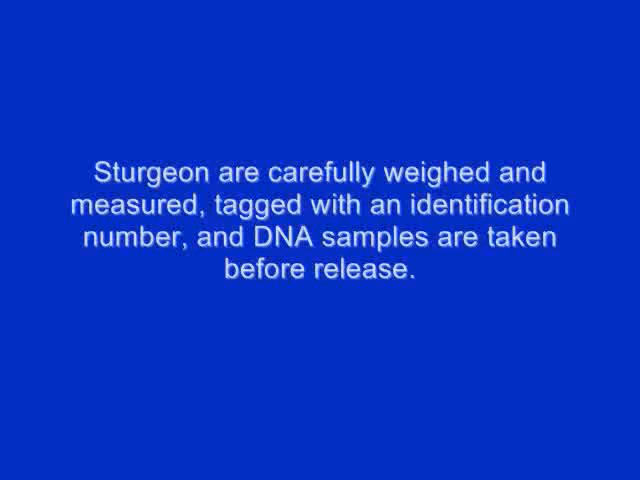 Sturgeon are carefully weighed and
measured, tagged with an identification
number, and DNA samples are taken
before release.